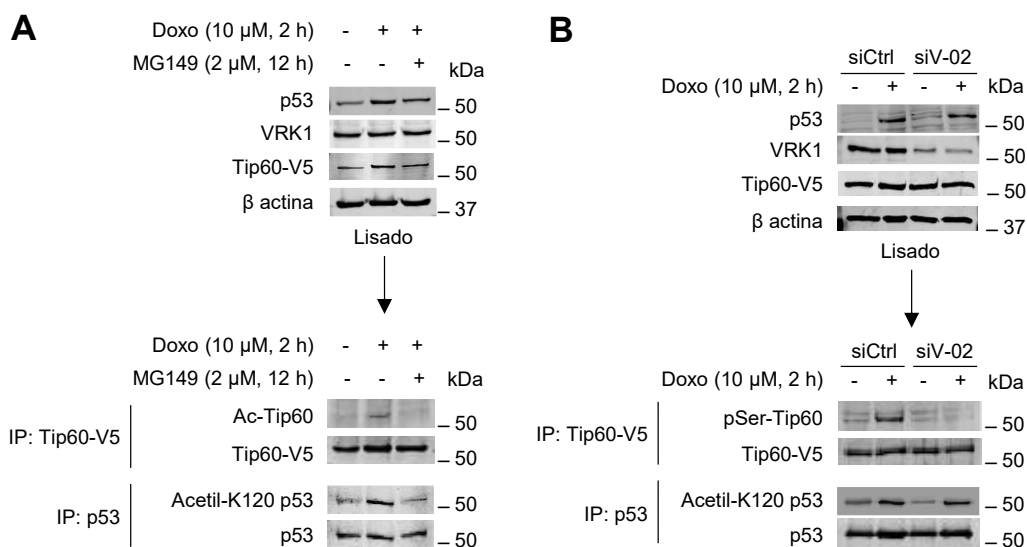 A
Doxo (10 µM, 2 h) - + +
MG149 (2 µM, 12 h) - - + kDa
p53 – 50
VRK1 – 50
Tip60-V5 – 50
β actina – 37
Lisado
Doxo (10 µM, 2 h) - + +
MG149 (2 µM, 12 h) - - + kDa
IP: Tip60-V5
Ac-Tip60 – 50
Tip60-V5 – 50
IP: p53
Acetil-K120 p53 – 50
p53 – 50
B
siCtrl siV-02
Doxo (10 µM, 2 h) - + - + kDa
p53 – 50
VRK1 – 50
Tip60-V5 – 50
β actina – 37
Lisado
siCtrl siV-02
Doxo (10 µM, 2 h) - + - + kDa
IP: Tip60-V5
pSer-Tip60 – 50
Tip60-V5 – 50
IP: p53
Acetil-K120 p53 – 50
p53 – 50